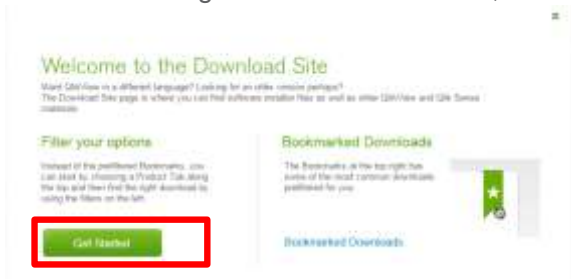 Welcome to the Download Site
Want QlikView in a different language? Looking for an older version perhaps?
The Download Site page is where you can find software installer files as well as other QlikView and Qlik Sense
materials.
Filter your options
Instead of the prefiltered Bookmarks, you
can start by choosing a Product Tab along
the top and then find the right download by
using the filters on the left.
Get Started
Bookmarked Downloads
The Bookmarks at the top right has
some of the most common downloads
prefiltered for you.
Bookmarked Downloads